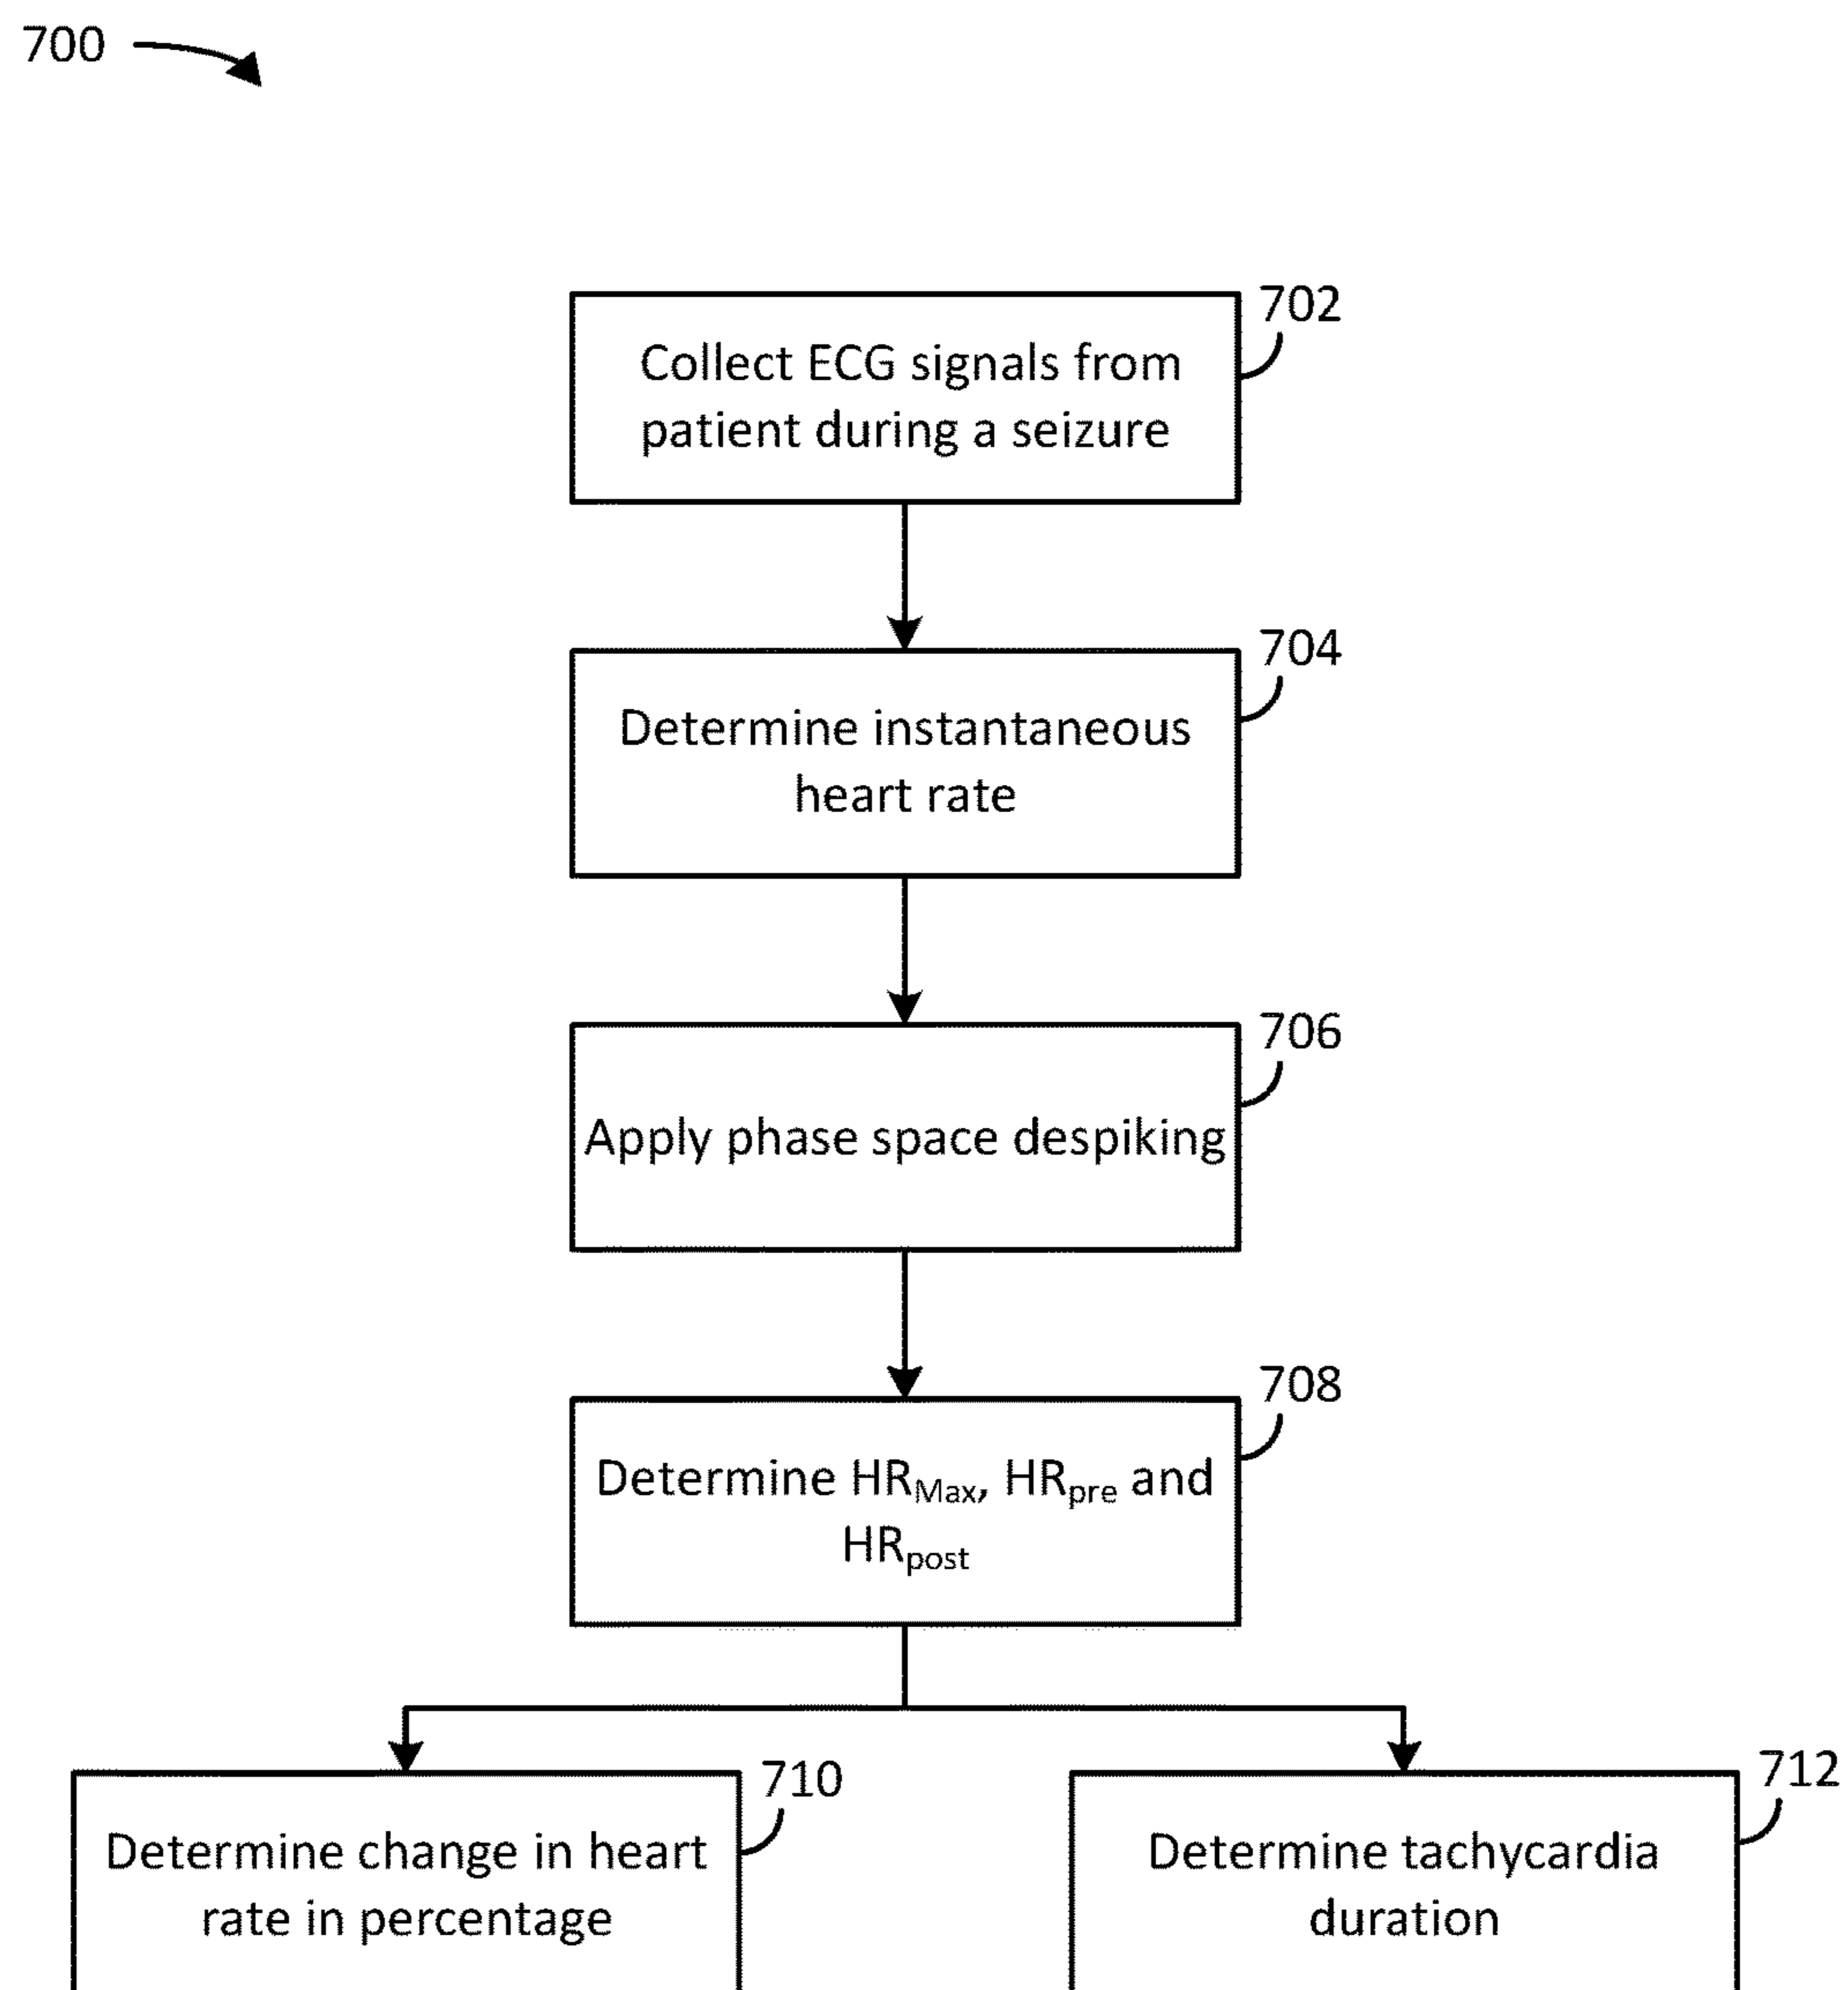 700
702
Collect ECG signals from
patient during a seizure
704
Determine instantaneous
heart rate
706
Apply phase space despiking
708
Determine HRMax, HRpre and
HRpost
710
Determine change in heart
rate in percentage
712
Determine tachycardia
duration